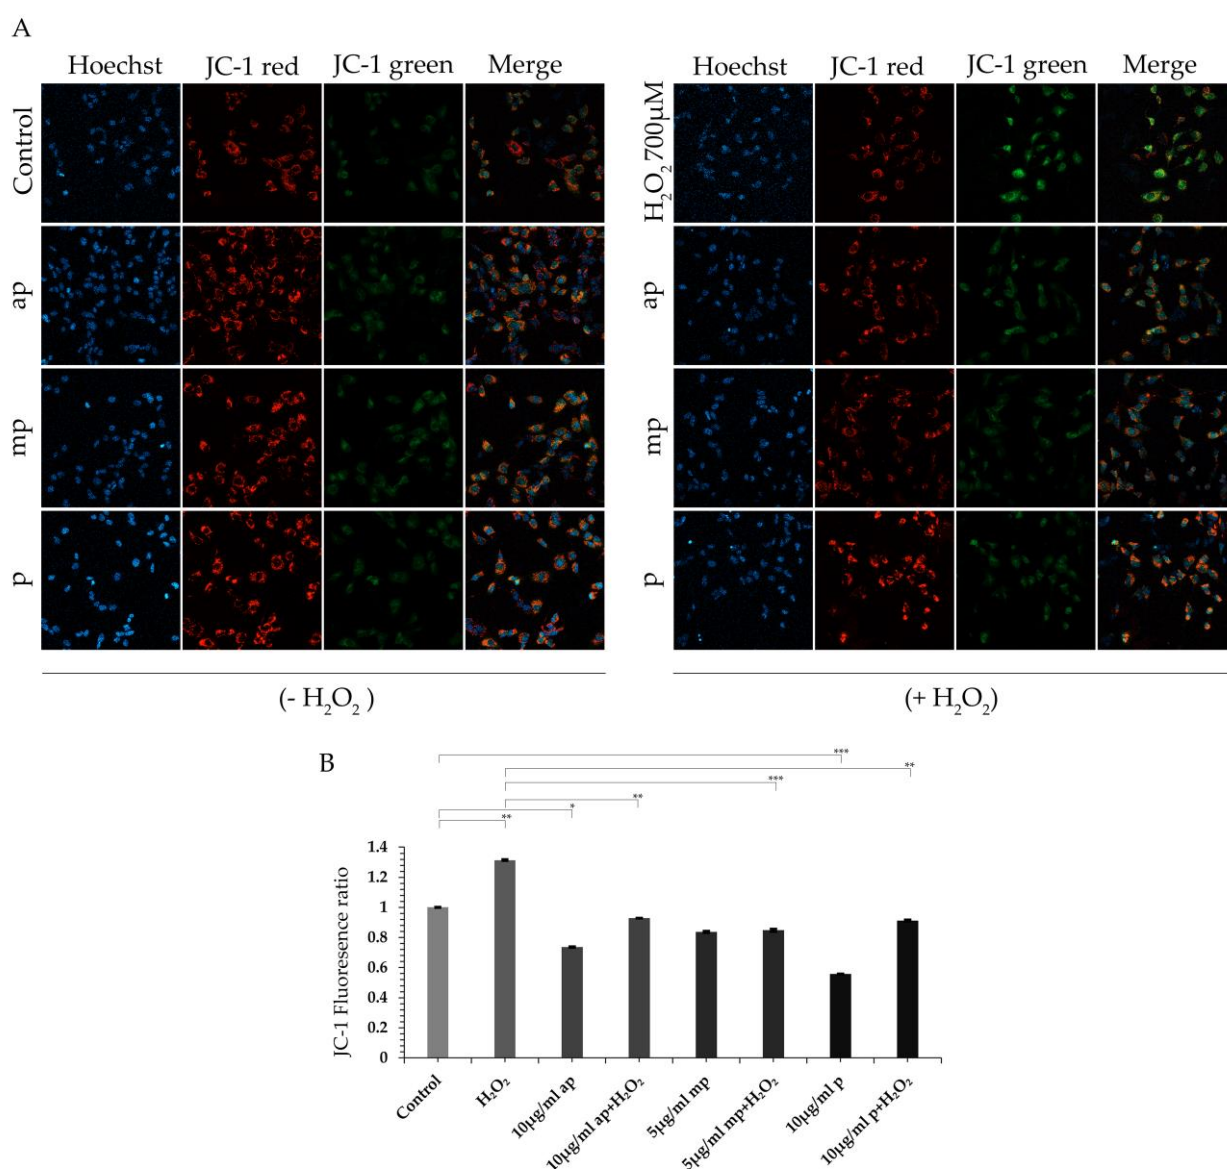 A
Hoechst JC-1 red JC-1 green Merge
Control
ap
mp
p
(- H₂O₂ )
Hoechst JC-1 red JC-1 green Merge
H₂O₂ 700µM
ap
mp
p
(+ H₂O₂)
B
***
**
***
**
*
**
JC-1 Fluoresence ratio
1.4
1.2
1
0.8
0.6
0.4
0.2
0
Control
H₂O₂
10µg/ml ap
10µg/ml ap+H₂O₂
5µg/ml mp
5µg/ml mp+H₂O₂
10µg/ml p
10µg/ml p+H₂O₂